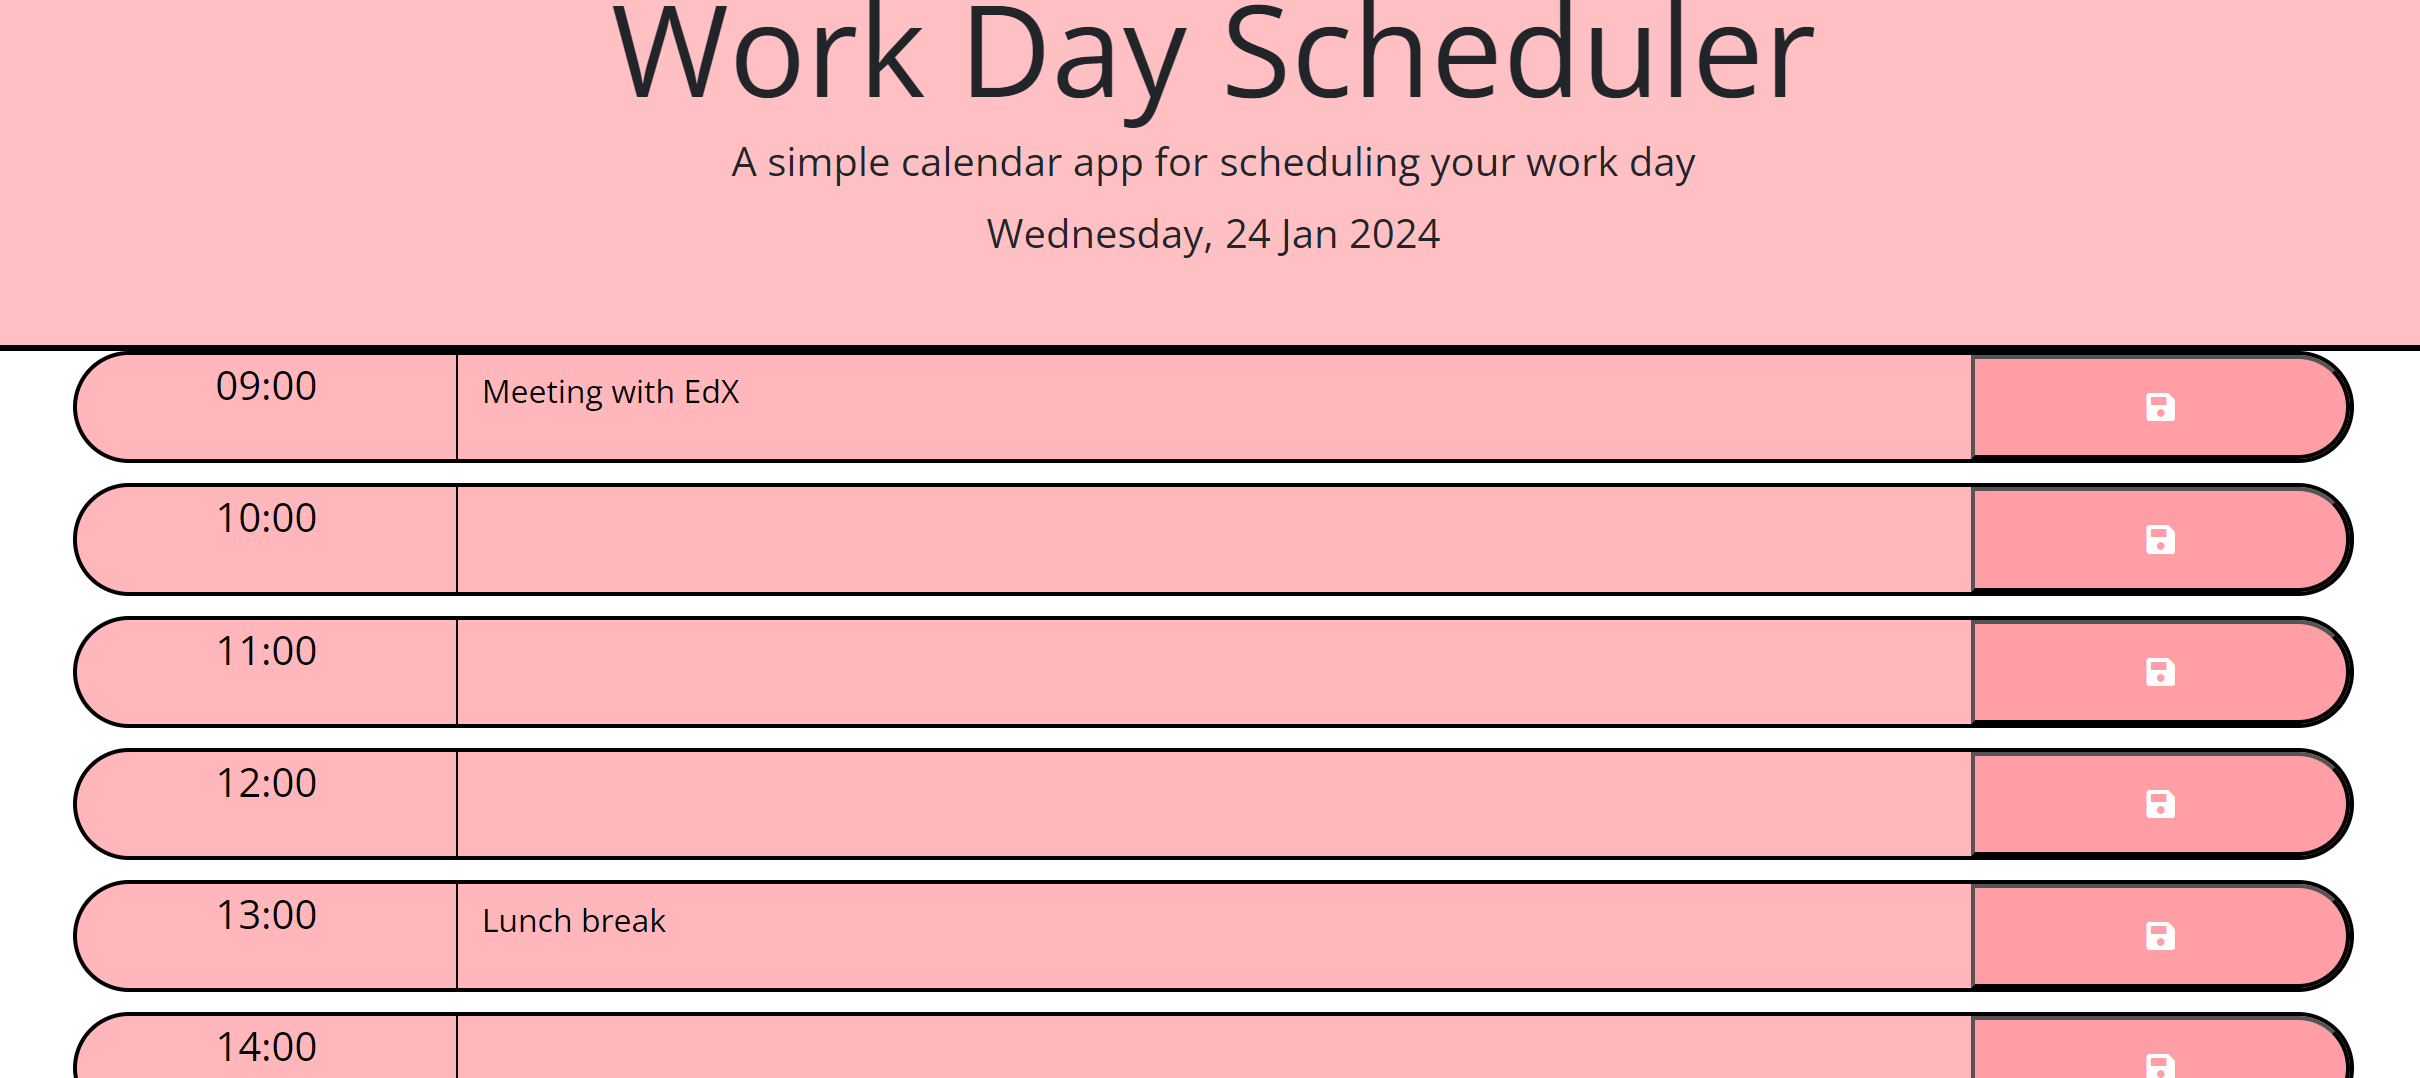 Work Day Scheduler
A simple calendar app for scheduling your work day
Wednesday, 24 Jan 2024
09:00 Meeting with EdX
10:00
11:00
12:00
13:00 Lunch break
14:00